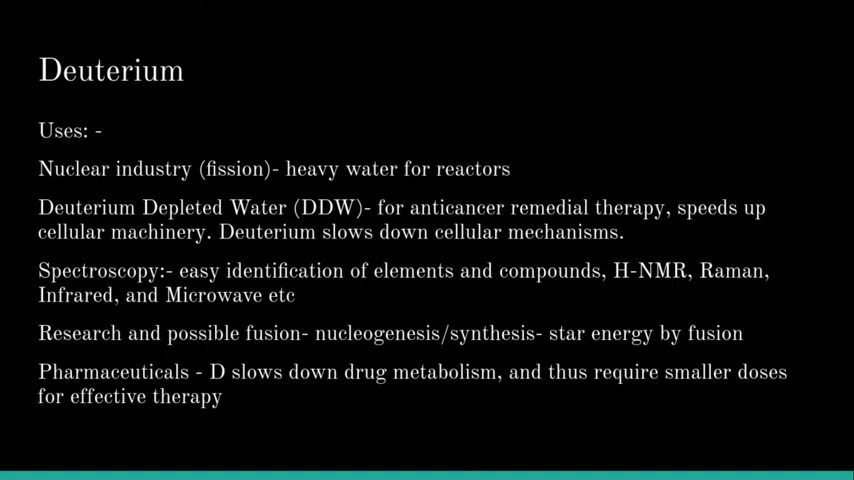 Deuterium
Uses: -
Nuclear industry (fission)- heavy water for reactors
Deuterium Depleted Water (DDW)- for anticancer remedial therapy, speeds up
cellular machinery. Deuterium slows down cellular mechanisms.
Spectroscopy:- easy identification of elements and compounds, H-NMR, Raman,
Infrared, and Microwave etc
Research and possible fusion- nucleogenesis/synthesis- star energy by fusion
Pharmaceuticals - D slows down drug metabolism, and thus require smaller doses
for effective therapy